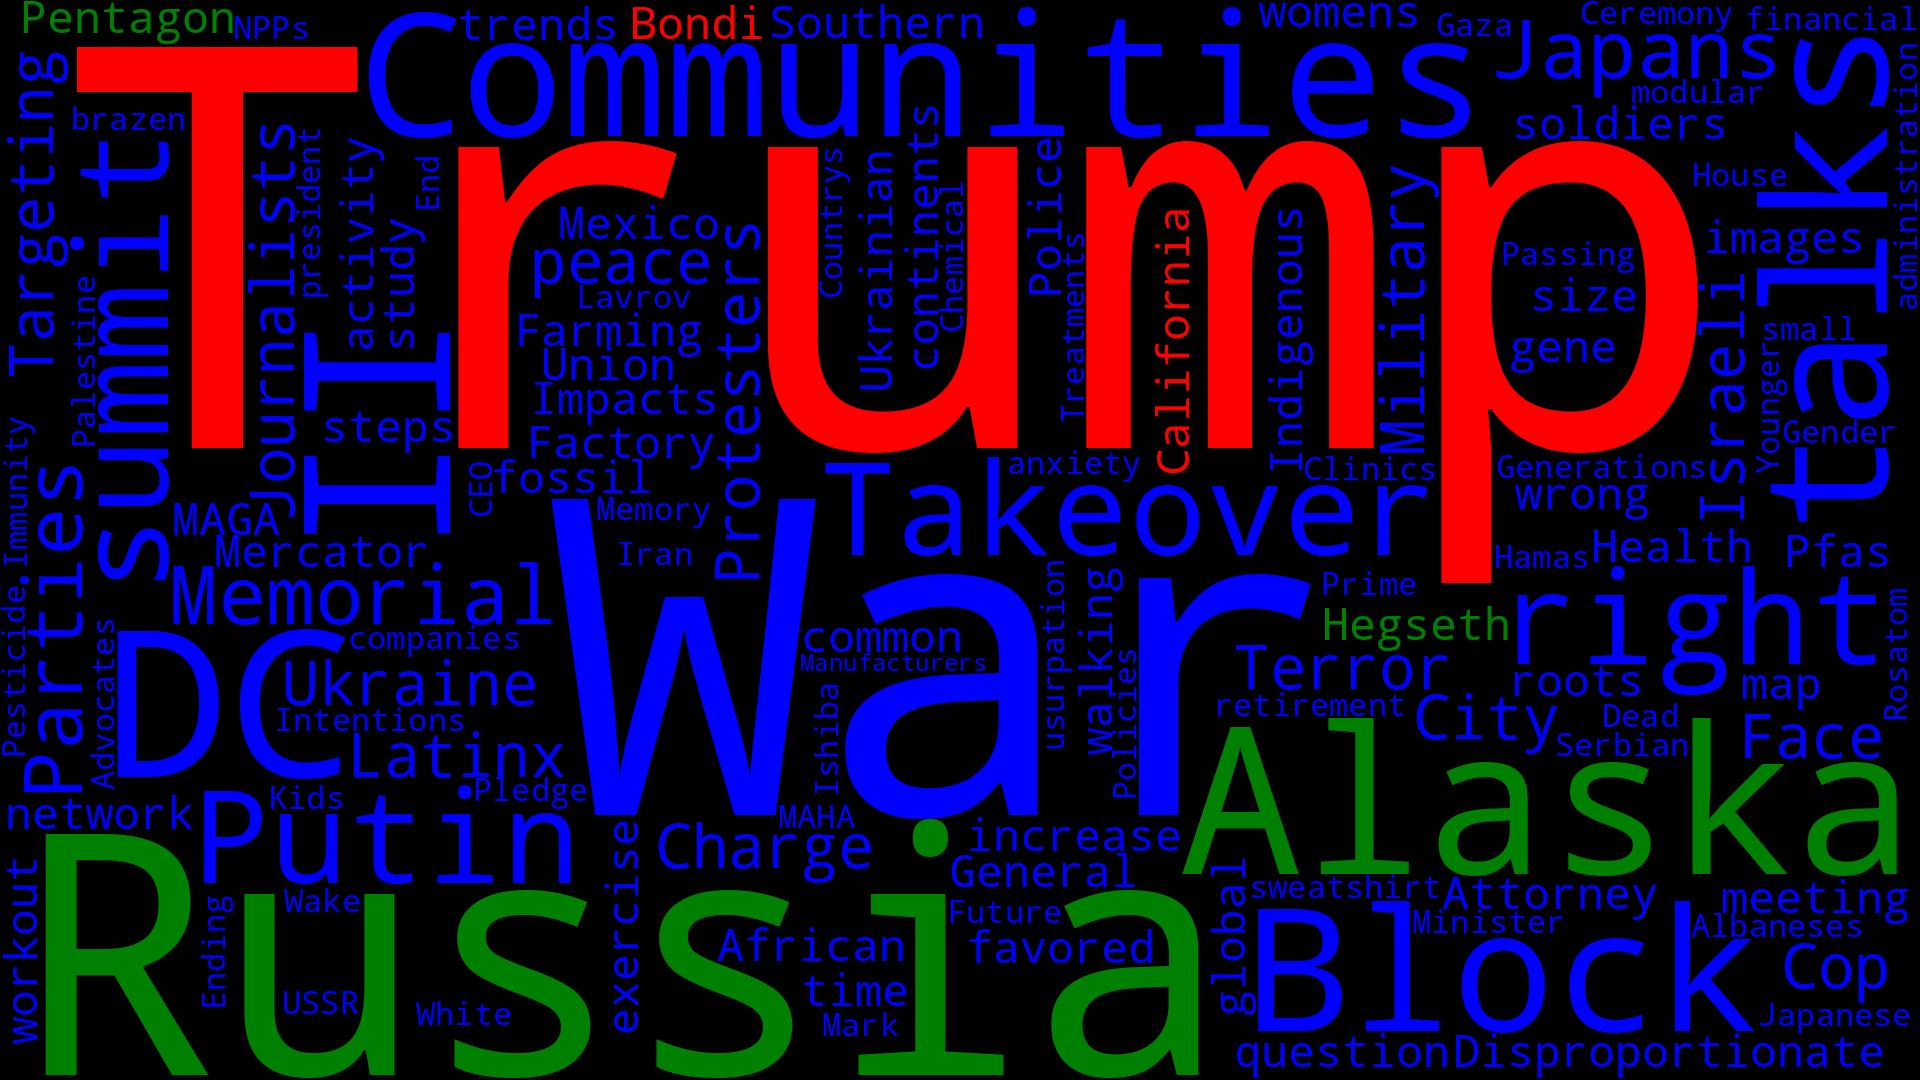 Pentagon
NPPs
trends
Bondi
Southern
womens
Gaza
Ceremony
financial
Communities
Japans
modular
soldiers
administration
talks
Targeting
brazen
summit
Trump
Journalists
president
activity
End
study
Mexico
peace
Lavrov
Farming
Union
Impacts
Factory
fossil
Protesters
Countrys
Ukrainian
continents
Chemical
Police
Treatments
California
Indigenous
Military
House
images
Passing
size
gene
Israeli
small
Younger
Gender
Palestine
II
steps
CEO
anxiety
Clinics
Generations
wrong
Takeover
Immunity
Parties
MAGA
Mercator
Memorial
Memory
Iran
War
Hamas
Health
Pfas
Prime
Hegseth
right
Rosatom
Pesticide
Advocates
DC
companies
Ukraine
Intentions
Latinx
common
Manufacturers
Ishiba
usurpation
Walking
Policies
Terror
retirement
roots
map
City
Dead
Serbian
Face
Alaska
network
Kids
Pledge
Putin
MAHA
Charge
increase
General
exercise
workout
Russia
Ending
Wake
USSR
White
African
time
Mark
Future
favored
global
sweatshirt
Attorney
Minister
meeting
Albaneses
Block
Cop
Japanese
question
Disproportionate